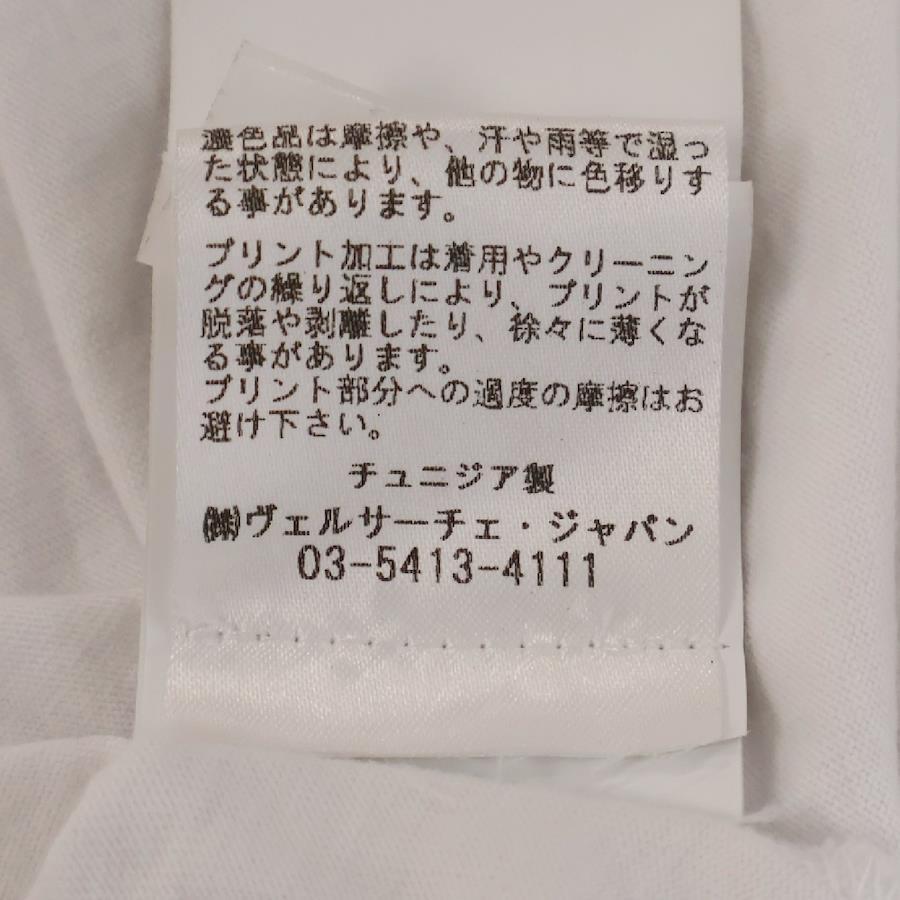 濃色品は摩擦や、汗や雨等で湿っ
た状態により、他の物に色移りす
る事があります。
プリント加工は着用やクリーニン
グの繰り返しにより、プリントが
脱落や剥離したり、徐々に薄くな
る事があります。
プリント部分への過度の摩擦はお
避け下さい。
チュニジア製
㈱ヴェルサーチェ・ジャパン
03-5413-4111